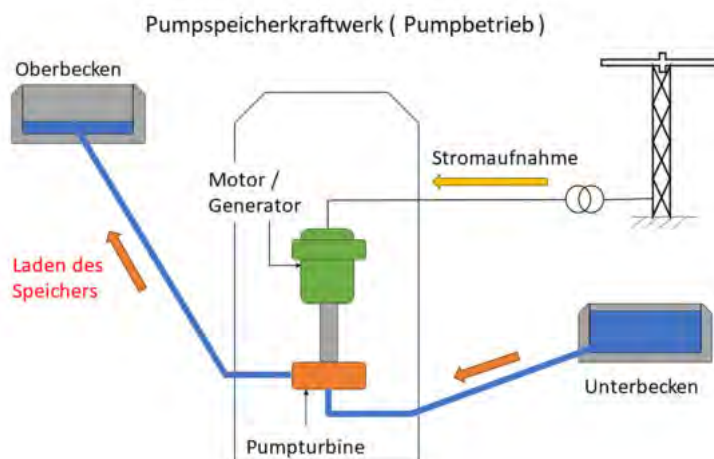 Pumpspeicherkraftwerk ( Pumpbetrieb )
Oberbecken
Stromaufnahme
Motor /
Generator
Laden des
Speichers
Unterbecken
Pumpturbine